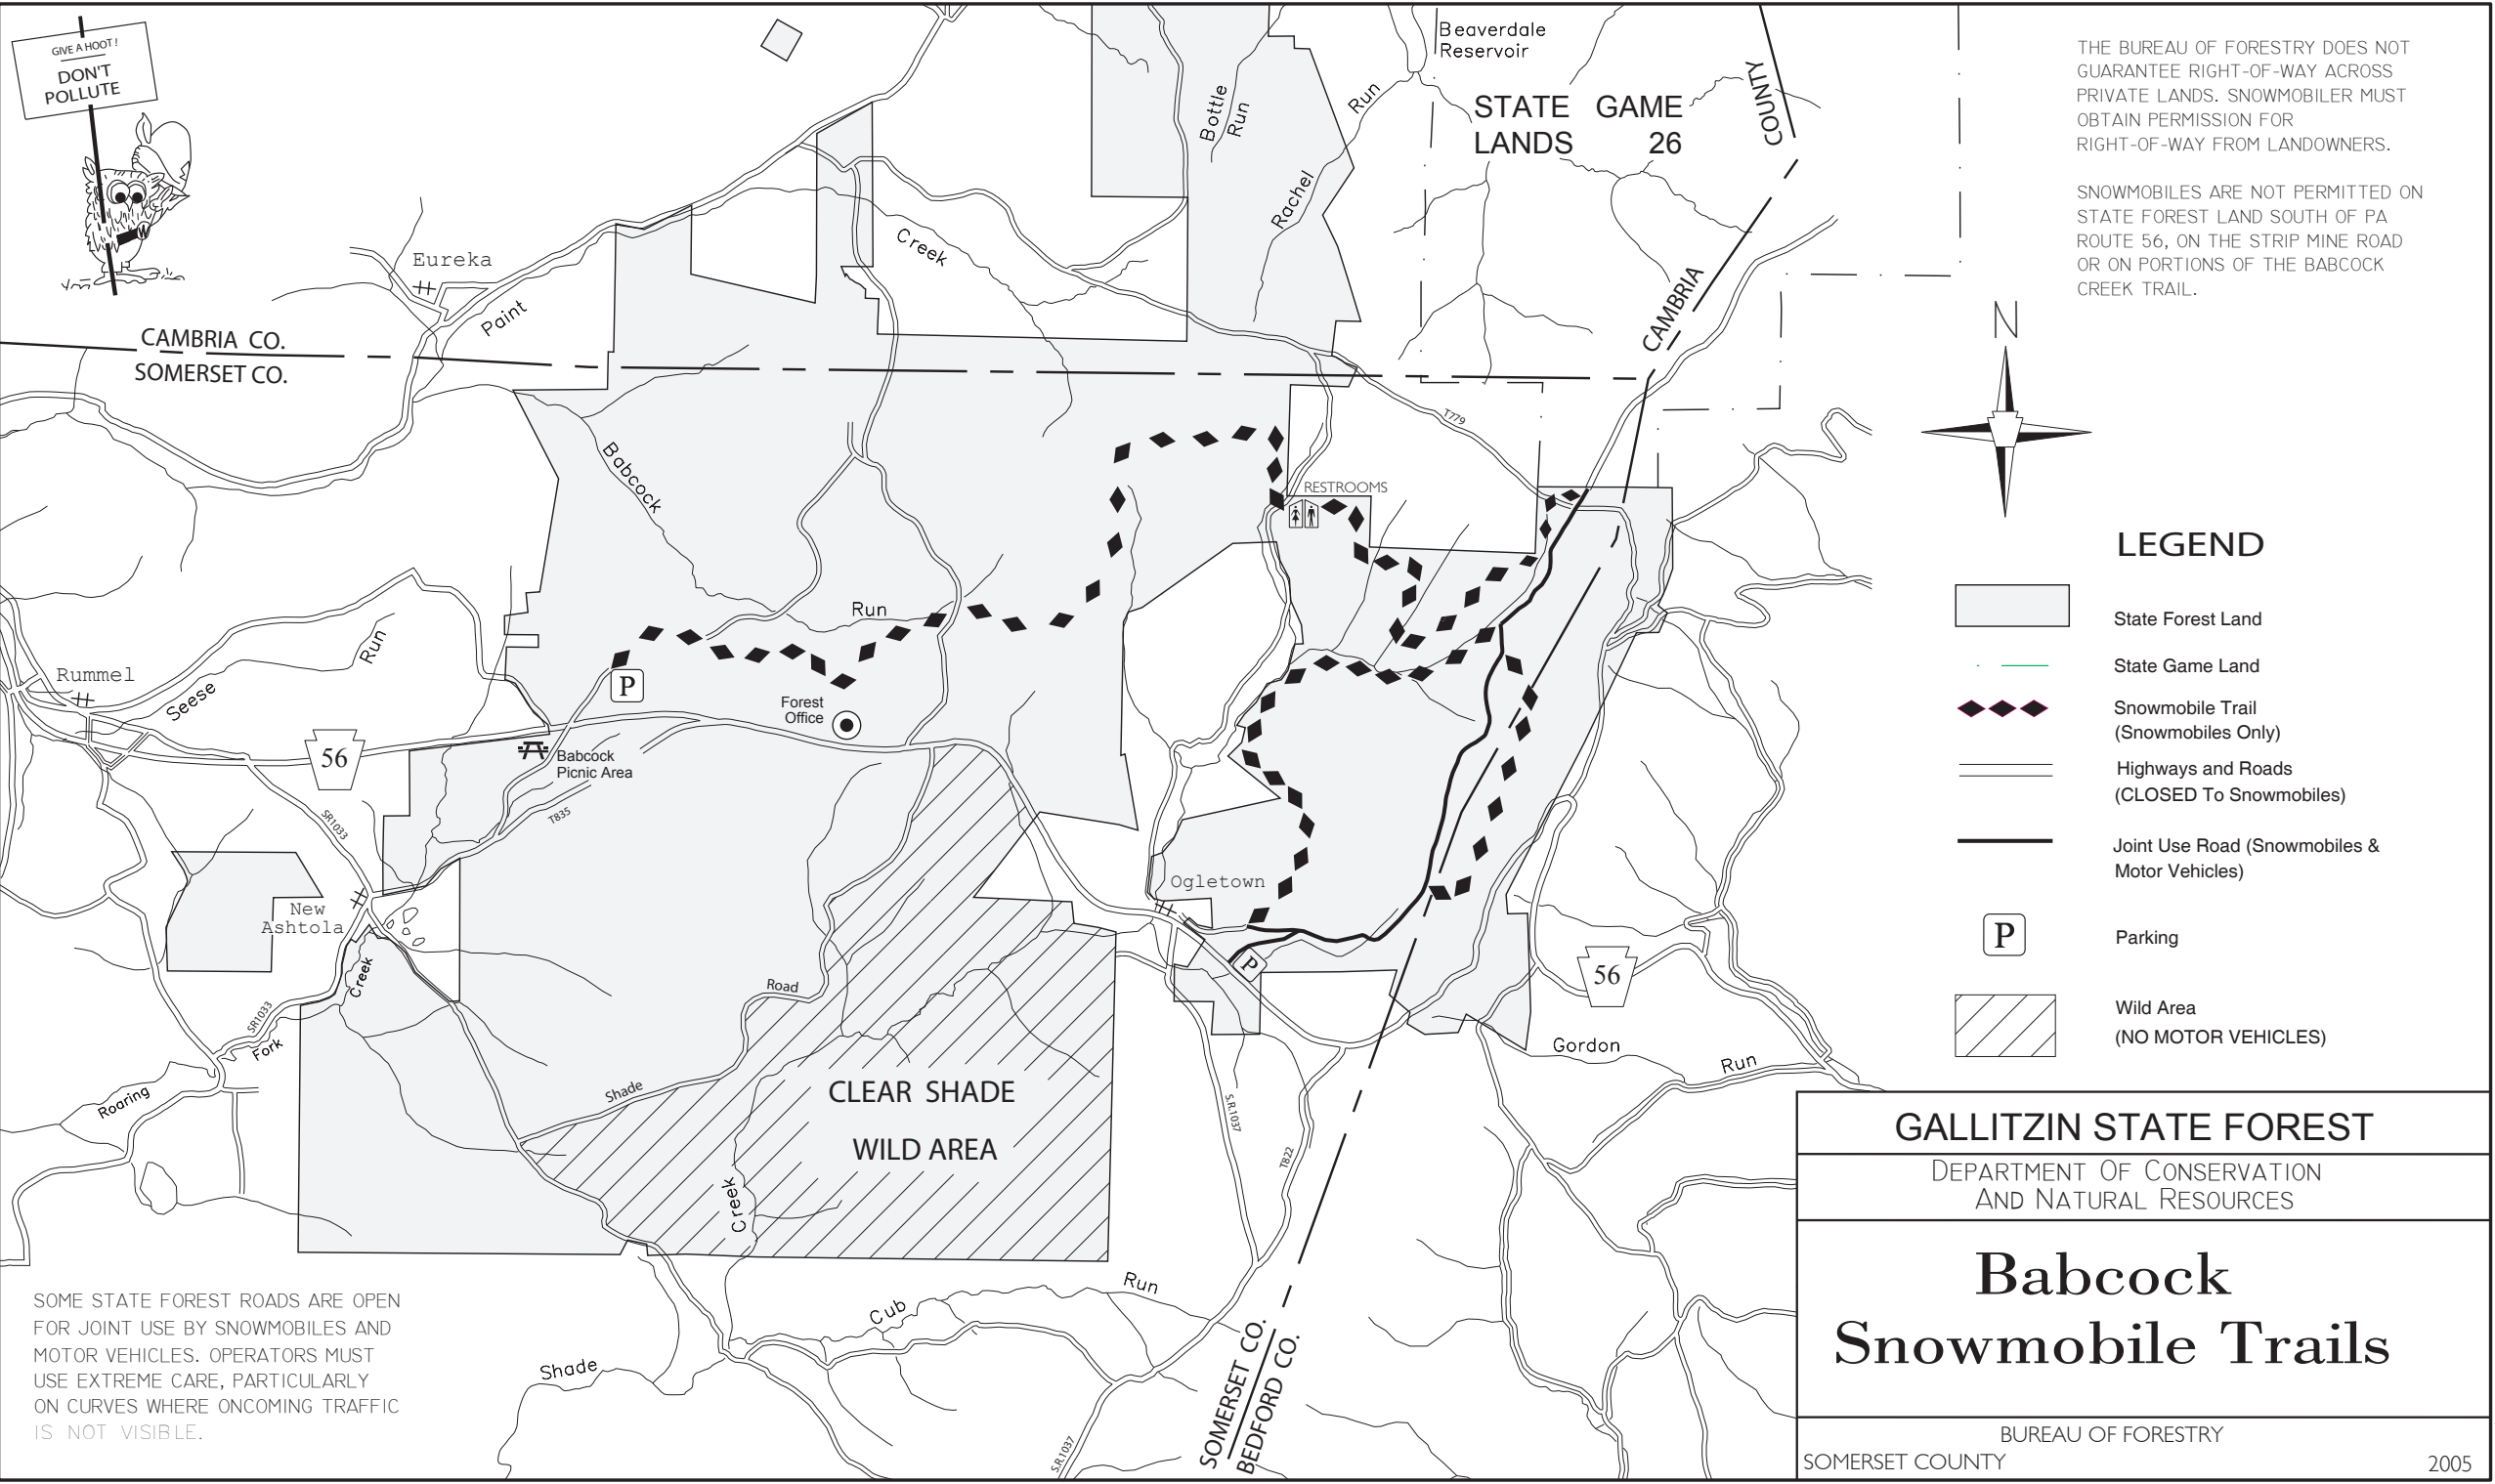 GIVE A HOOT!
DON'T
POLLUTE
Beaverdale
Reservoir
STATE GAME
LANDS 26
COUNTY
CAMBRIA
Bottle
Run
Rachel
Run
THE BUREAU OF FORESTRY DOES NOT
GUARANTEE RIGHT-OF-WAY ACROSS
PRIVATE LANDS. SNOWMOBILER MUST
OBTAIN PERMISSION FOR
RIGHT-OF-WAY FROM LANDOWNERS.
SNOWMOBILES ARE NOT PERMITTED ON
STATE FOREST LAND SOUTH OF PA
ROUTE 56, ON THE STRIP MINE ROAD
OR ON PORTIONS OF THE BABCOCK
CREEK TRAIL.
Eureka
Paint
Creek
CAMBRIA CO.
SOMERSET CO.
N
T779
Babcock
Run
RESTROOMS
Rummel
Seese
Run
P
Forest
Office
56
Babcock
Picnic Area
T835
SR1033
New
Ashtola
Ogletown
P
56
Creek
SR1033
Fork
Roaring
Road
Shade
CLEAR SHADE
WILD AREA
Creek
S.R.1037
T822
Gordon
Run
Cub
Run
Shade
S.R.1037
SOMERSET CO.
BEDFORD CO.
LEGEND
State Forest Land
State Game Land
Snowmobile Trail
(Snowmobiles Only)
Highways and Roads
(CLOSED To Snowmobiles)
Joint Use Road (Snowmobiles &
Motor Vehicles)
P
Parking
Wild Area
(NO MOTOR VEHICLES)
SOME STATE FOREST ROADS ARE OPEN
FOR JOINT USE BY SNOWMOBILES AND
MOTOR VEHICLES. OPERATORS MUST
USE EXTREME CARE, PARTICULARLY
ON CURVES WHERE ONCOMING TRAFFIC
IS NOT VISIBLE.
GALLITZIN STATE FOREST
DEPARTMENT OF CONSERVATION
AND NATURAL RESOURCES
Babcock
Snowmobile Trails
BUREAU OF FORESTRY
SOMERSET COUNTY 2005